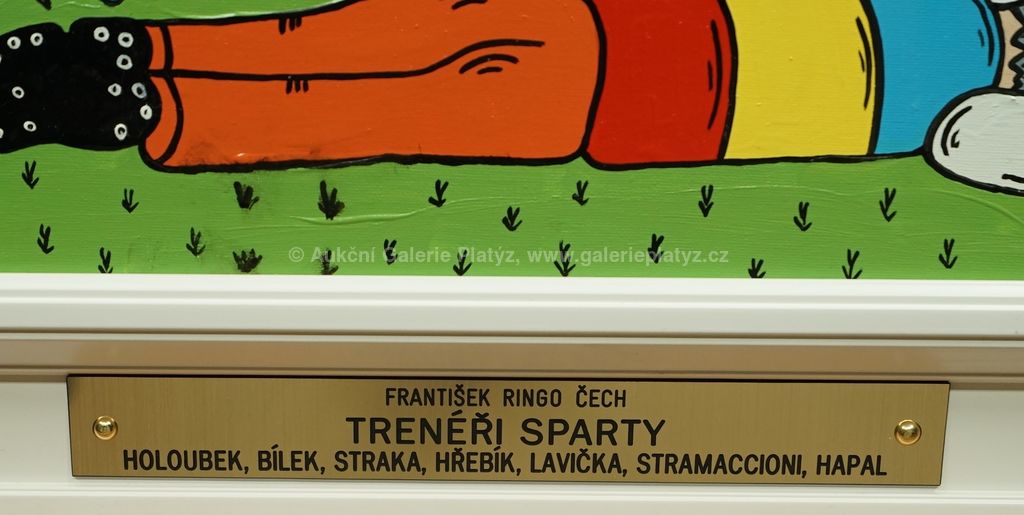 © Aukční Galerie Platýz, www.galerieplatyz.cz
FRANTIŠEK RINGO ČECH
TRENÉŘI SPARTY
HOLOUBEK, BÍLEK, STRAKA, HŘEBÍK, LAVIČKA, STRAMACCIONI, HAPAL